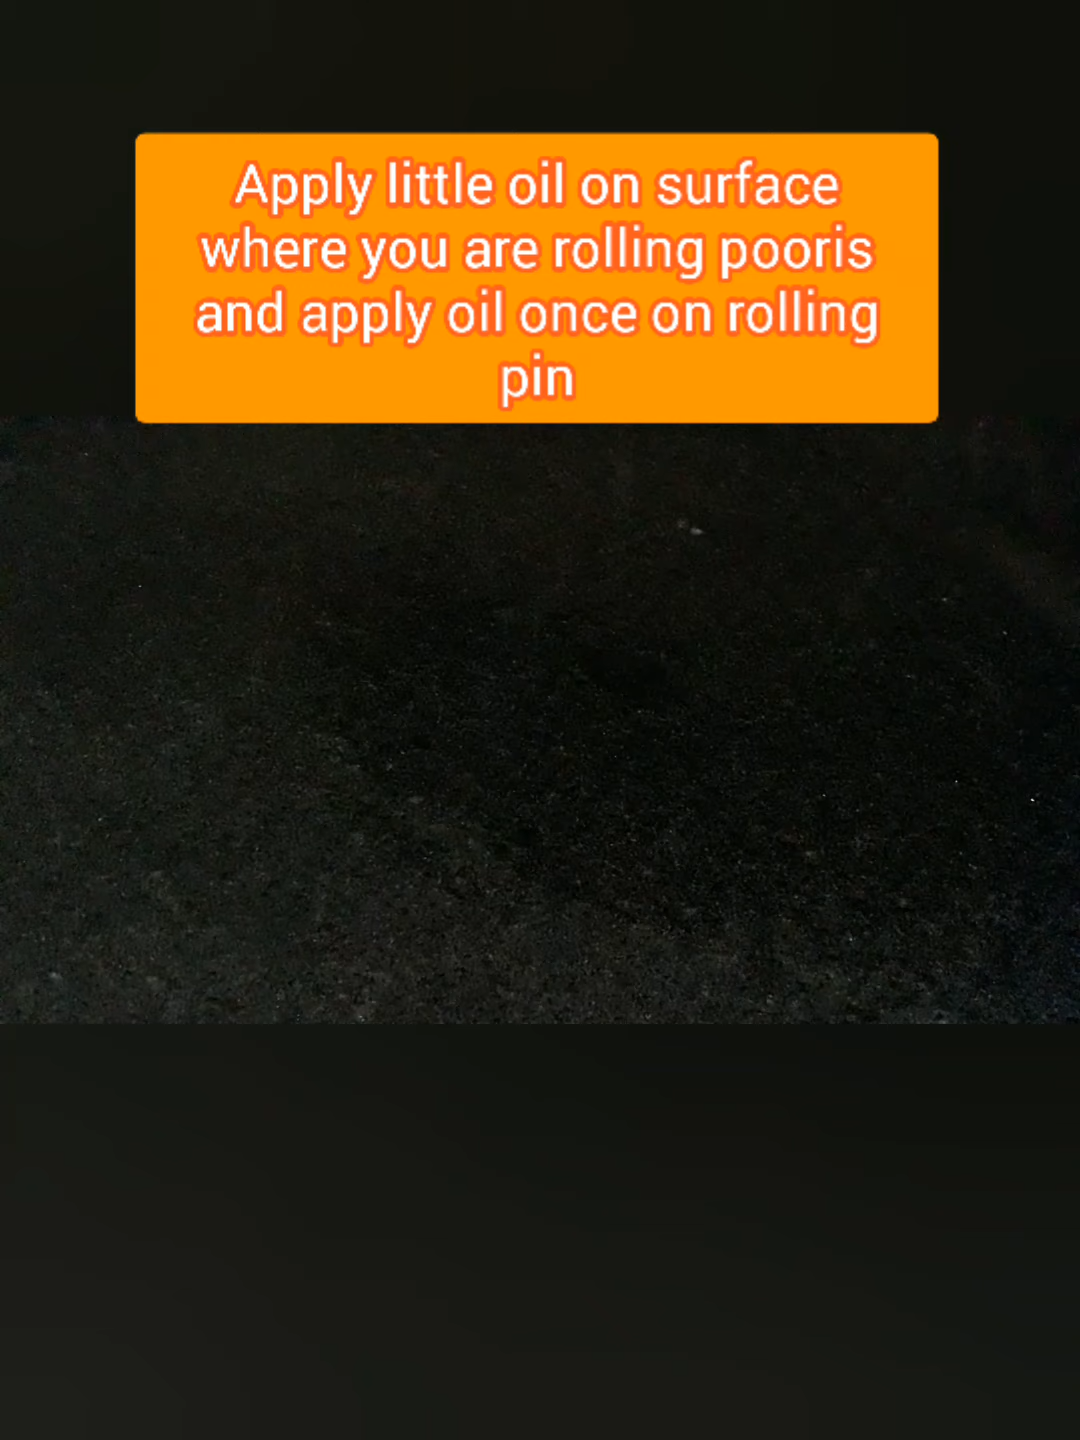 Apply little oil on surface
where you are rolling pooris
and apply oil once on rolling
pin